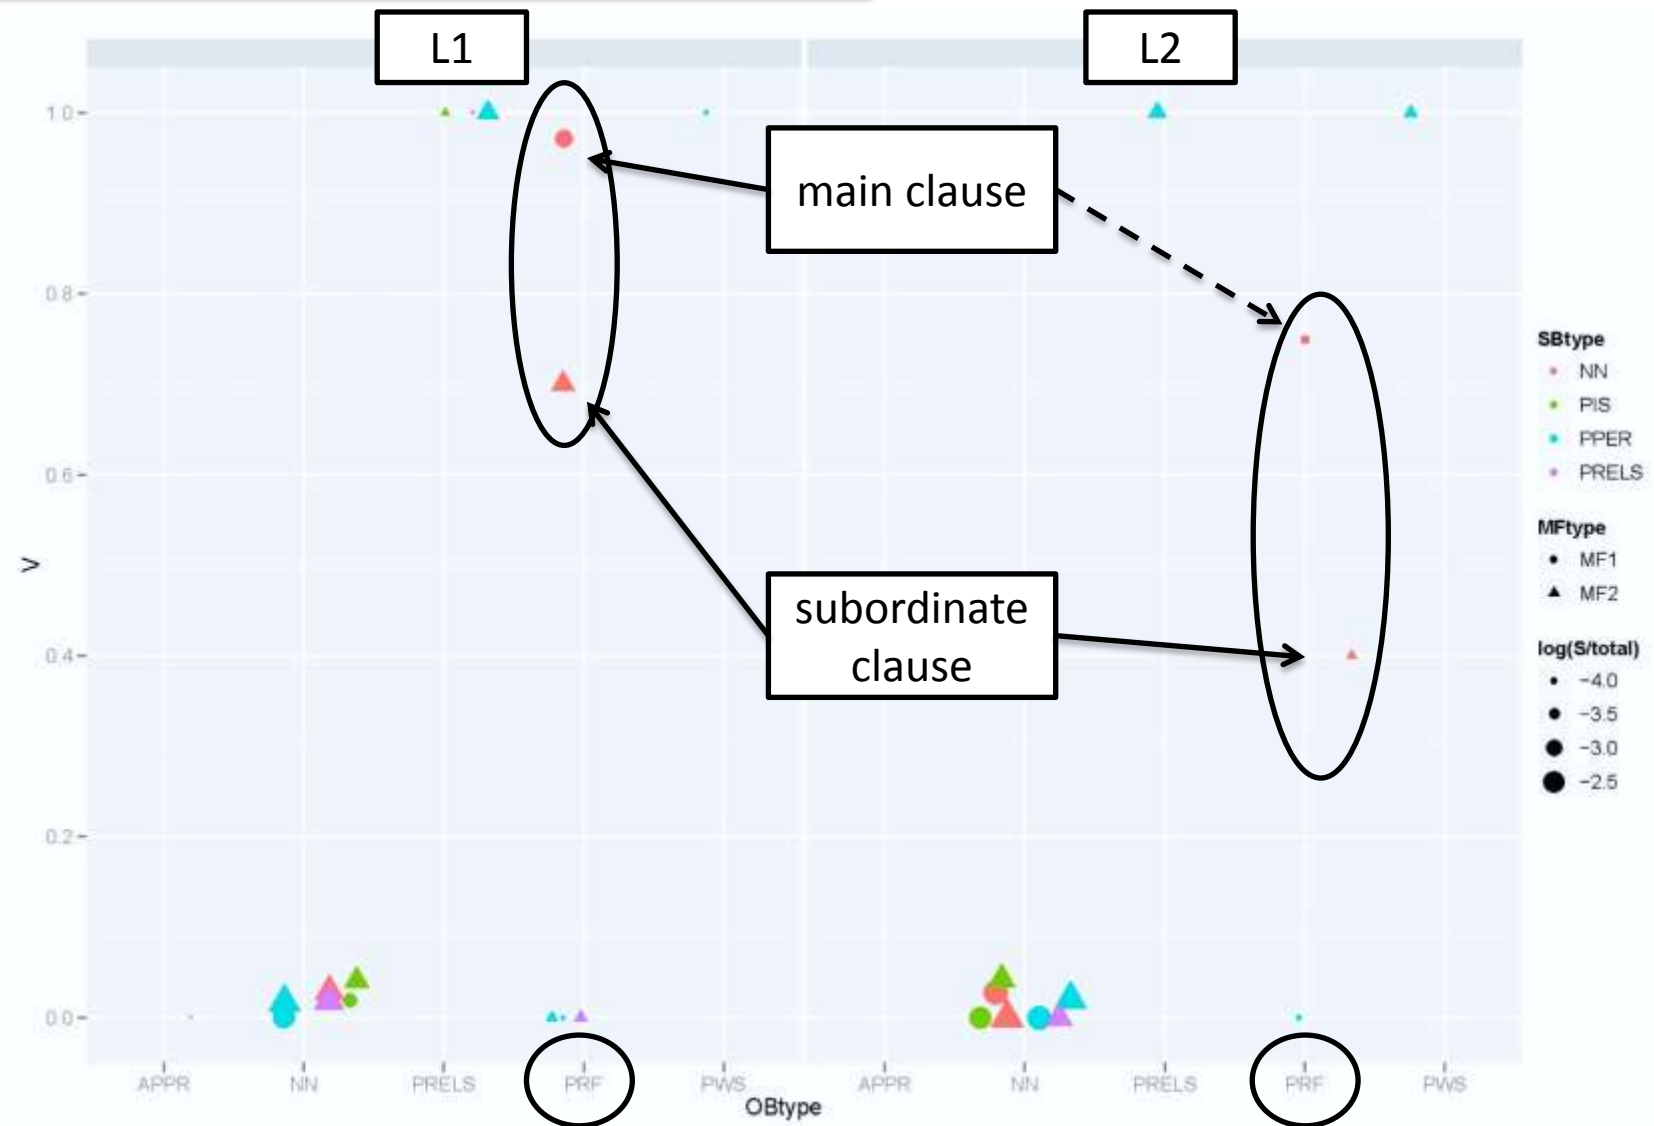 L1
L2
1.0
main clause
0.8
SBtype
NN
PIS
PPER
PRELS
0.6
MFtype
MF1
MF2
V
subordinate
clause
0.4
log(S/total)
−4.0
−3.5
−3.0
−2.5
0.2
0.0
APPR NN PRELS PRF PWS APPR NN PRELS PRF PWS
OBtype